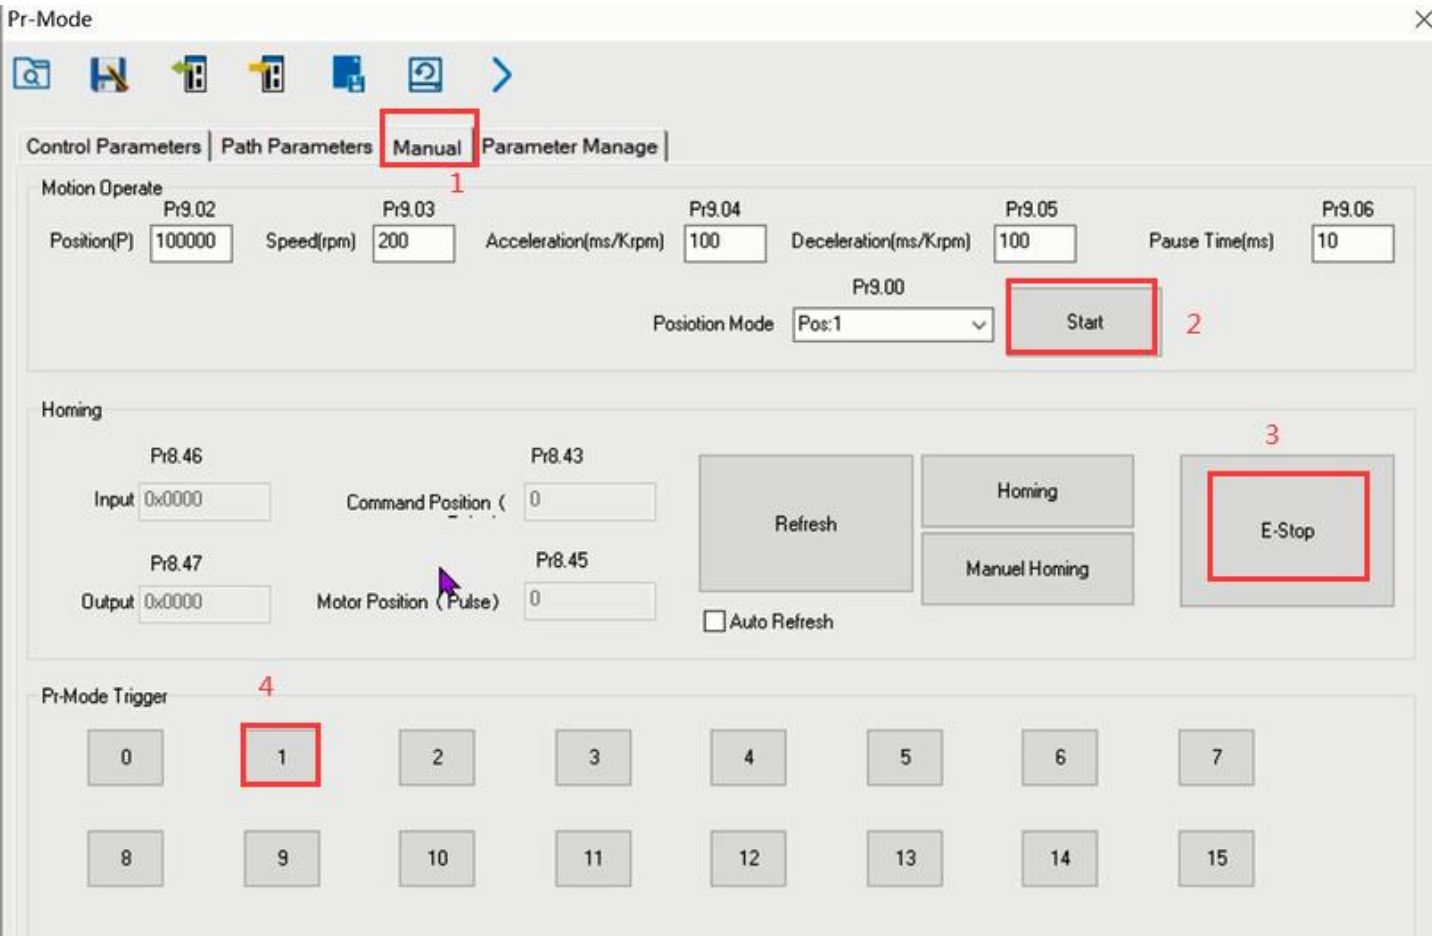 Pr-Mode
Control Parameters Path Parameters Manual Parameter Manage
1
Motion Operate
Pr9.02 Pr9.03 Pr9.04 Pr9.05 Pr9.06
Position(P) 100000 Speed(rpm) 200 Acceleration(ms/Krpm) 100 Deceleration(ms/Krpm) 100 Pause Time(ms) 10
Pr9.00
Posiotion Mode Pos:1 Start 2
Homing
3
Pr8.46 Pr8.43
Input 0x0000 Command Position ( 0 Refresh Homing E-Stop
Pr8.47 Pr8.45 Manuel Homing
Output 0x0000 Motor Position (Pulse) 0
Auto Refresh
4
Pr-Mode Trigger
0 1 2 3 4 5 6 7
8 9 10 11 12 13 14 15